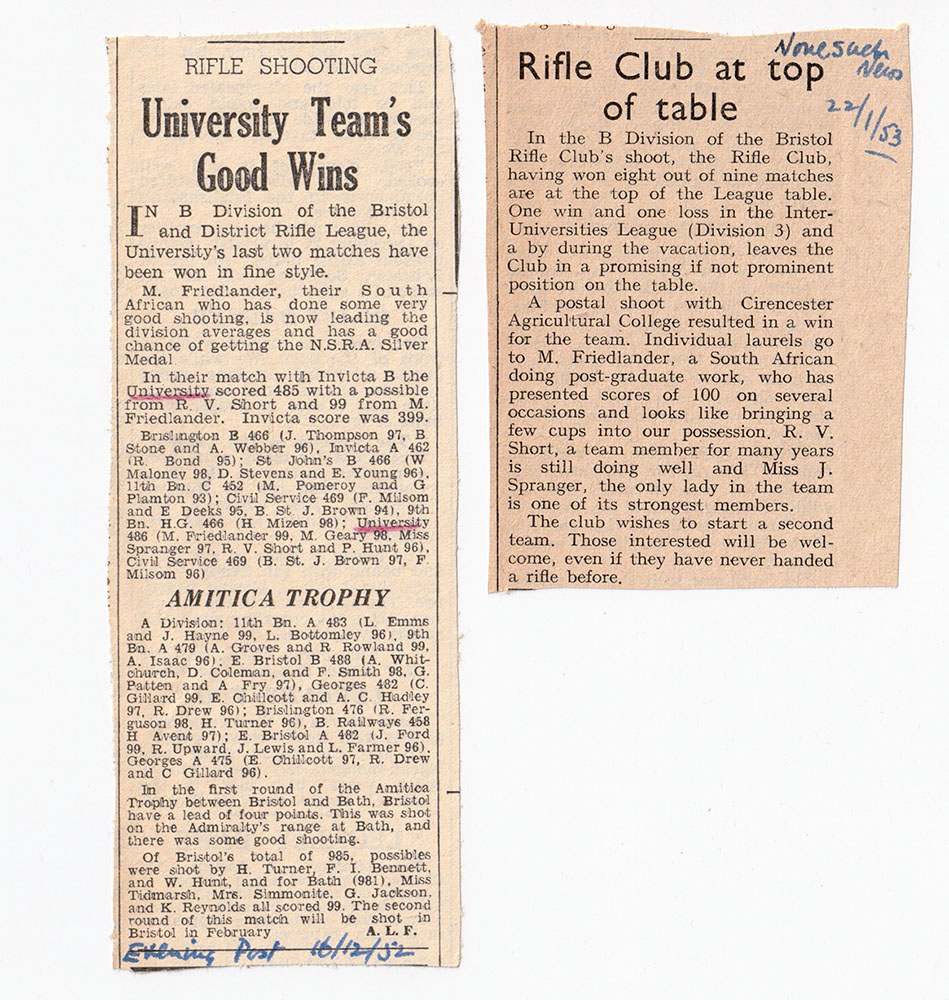 RIFLE SHOOTING
University Team's
Good Wins
IN B Division of the Bristol
and District Rifle League, the
University's last two matches have
been won in fine style.
M. Friedlander, their South
African who has done some very
good shooting, is now leading the
division averages and has a good
chance of getting the N.S.R.A. Silver
Medal
In their match with Invicta B the
University scored 485 with a possible
from R. V. Short and 99 from M.
Friedlander. Invicta score was 399.
Brislington E 466 (J. Thompson 97, B
Stone and A. Webber 96), Invicta A 462
(R. Bond 95); St John's B 466 (W
Maloney 98, D. Stevens and E. Young 96),
11th Bn. C 452 (M. Pomeroy and G
Plamton 93); Civil Service 469 (F. Milsom
and E Deeks 95, B. St. J. Brown 94), 9th
Bn. H.G. 466 (H. Mizen 98); University
486 (M. Friedlander 99, M. Geary 98, Miss
Spranger 97, R. V. Short and P. Hunt 96),
Civil Service 469 (B. St. J. Brown 97, F.
Milsom 96)
AMITICA TROPHY
A Division: 11th Bn. A 483 (L. Emms
and J. Hayne 99, L. Bottomley 96), 9th
Bn. A 479 (A. Groves and R. Rowland 99,
A. Isaac 96); E. Bristol B 488 (A. Whit-
church, D. Coleman, and F. Smith 98, G.
Patten and A Fry 97), Georges 482 (C.
Gillard 99, E. Chillcott and A. C. Hadley
97, R. Drew 96); Brislington 476 (R. Fer-
guson 98, H. Turner 96), B. Railways 458
H Avent 97); E. Bristol A 482 (J. Ford
99, R. Upward, J. Lewis and L. Farmer 96),
Georges A 475 (E. Chillcott 97, R. Drew
and C Gillard 96).
In the first round of the Amitica
Trophy between Bristol and Bath, Bristol
have a lead of four points. This was shot
on the Admiralty's range at Bath, and
there was some good shooting.
Of Bristol's total of 985, possibles
were shot by H. Turner, F. I. Bennett,
and W. Hunt, and for Bath (981), Miss
Tidmarsh, Mrs. Simmonite, G. Jackson,
and K. Reynolds all scored 99. The second
round of this match will be shot in
Bristol in February A. L. F.
Evening Post 16/12/52
Nonesuch
News
22/1/53
Rifle Club at top
of table
In the B Division of the Bristol
Rifle Club's shoot, the Rifle Club,
having won eight out of nine matches
are at the top of the League table.
One win and one loss in the Inter-
Universities League (Division 3) and
a by during the vacation, leaves the
Club in a promising if not prominent
position on the table.
A postal shoot with Cirencester
Agricultural College resulted in a win
for the team. Individual laurels go
to M. Friedlander, a South African
doing post-graduate work, who has
presented scores of 100 on several
occasions and looks like bringing a
few cups into our possession. R. V.
Short, a team member for many years
is still doing well and Miss J.
Spranger, the only lady in the team
is one of its strongest members.
The club wishes to start a second
team. Those interested will be wel-
come, even if they have never handed
a rifle before.